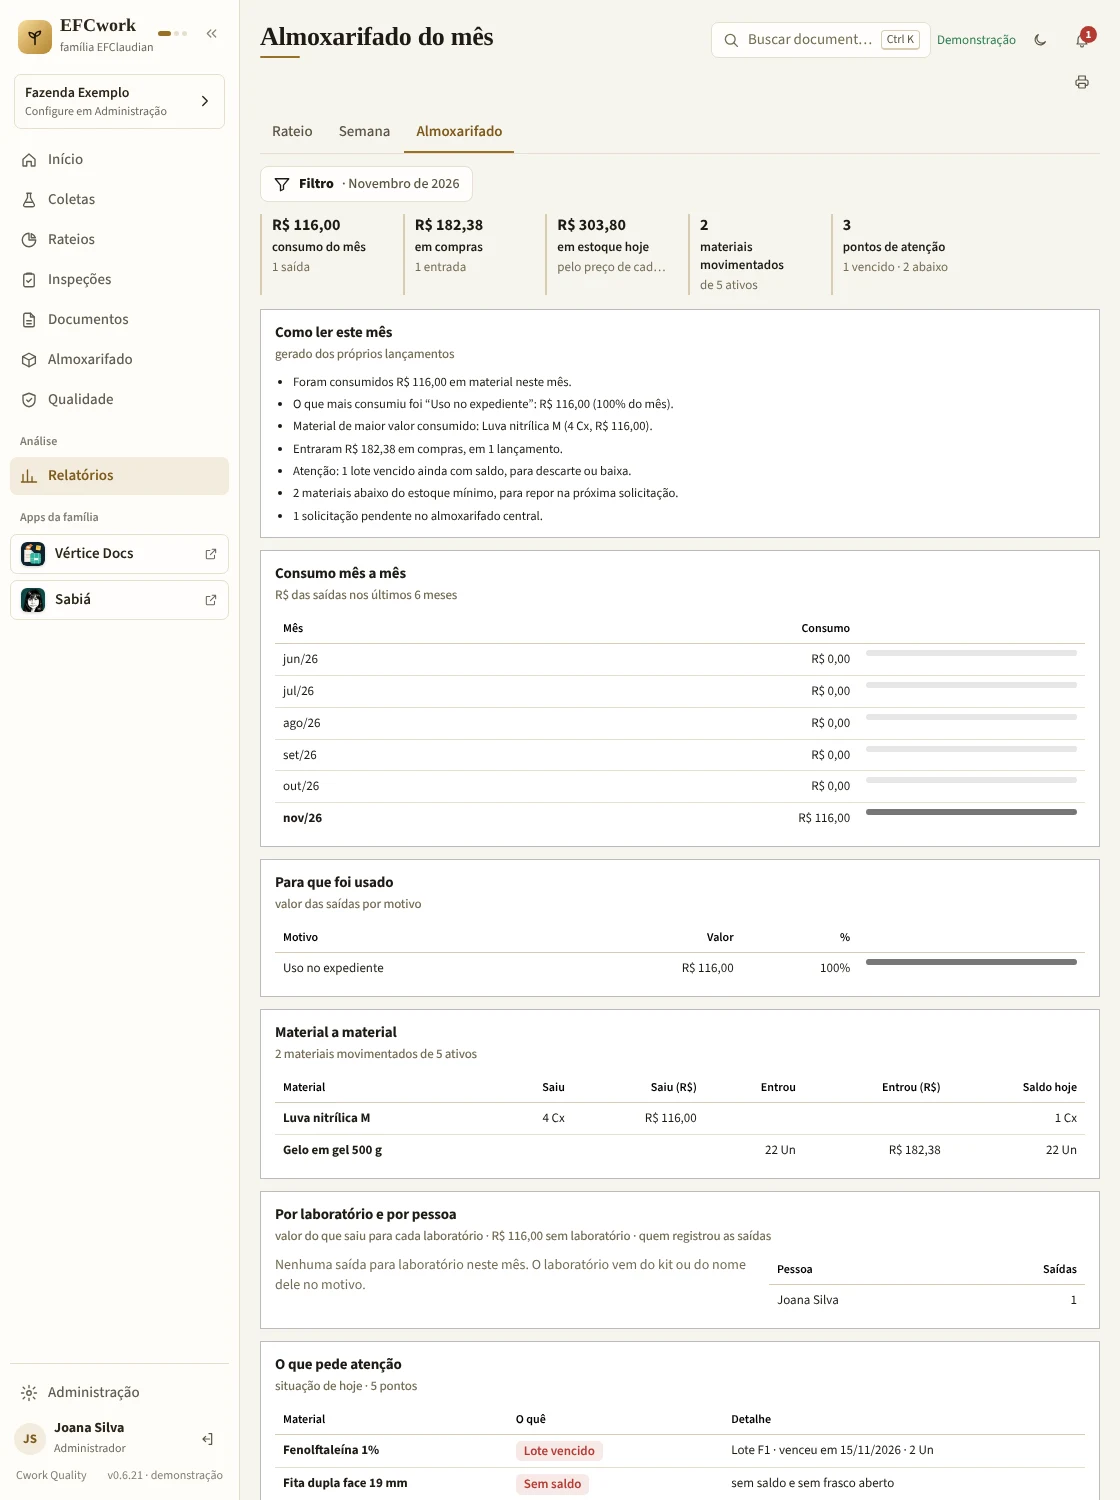 EFCwork
família EFClaudian
Fazenda Exemplo
Configure em Administração
Início
Coletas
Rateios
Inspeções
Documentos
Almoxarifado
Qualidade
Análise
Relatórios
Apps da família
Vértice Docs
Sabiá
Administração
JS
Joana Silva
Administrador
Cwork Quality
v0.6.21 · demonstração
Almoxarifado do mês
Buscar document…
Ctrl K
Demonstração
1
Rateio
Semana
Almoxarifado
Filtro · Novembro de 2026
R$ 116,00
consumo do mês
1 saída
R$ 182,38
em compras
1 entrada
R$ 303,80
em estoque hoje
pelo preço de cad…
2
materiais
movimentados
de 5 ativos
3
pontos de atenção
1 vencido · 2 abaixo
Como ler este mês
gerado dos próprios lançamentos
• Foram consumidos R$ 116,00 em material neste mês.
• O que mais consumiu foi “Uso no expediente”: R$ 116,00 (100% do mês).
• Material de maior valor consumido: Luva nitrílica M (4 Cx, R$ 116,00).
• Entraram R$ 182,38 em compras, em 1 lançamento.
• Atenção: 1 lote vencido ainda com saldo, para descarte ou baixa.
• 2 materiais abaixo do estoque mínimo, para repor na próxima solicitação.
• 1 solicitação pendente no almoxarifado central.
Consumo mês a mês
R$ das saídas nos últimos 6 meses
Mês Consumo
jun/26 R$ 0,00
jul/26 R$ 0,00
ago/26 R$ 0,00
set/26 R$ 0,00
out/26 R$ 0,00
nov/26 R$ 116,00
Para que foi usado
valor das saídas por motivo
Motivo Valor %
Uso no expediente R$ 116,00 100%
Material a material
2 materiais movimentados de 5 ativos
Material Saiu Saiu (R$) Entrou Entrou (R$) Saldo hoje
Luva nitrílica M 4 Cx R$ 116,00 1 Cx
Gelo em gel 500 g 22 Un R$ 182,38 22 Un
Por laboratório e por pessoa
valor do que saiu para cada laboratório · R$ 116,00 sem laboratório · quem registrou as saídas
Nenhuma saída para laboratório neste mês. O laboratório vem do kit ou do nome
dele no motivo.
Pessoa Saídas
Joana Silva 1
O que pede atenção
situação de hoje · 5 pontos
Material O quê Detalhe
Fenolftaleína 1% Lote vencido Lote F1 · venceu em 15/11/2026 · 2 Un
Fita dupla face 19 mm Sem saldo sem saldo e sem frasco aberto